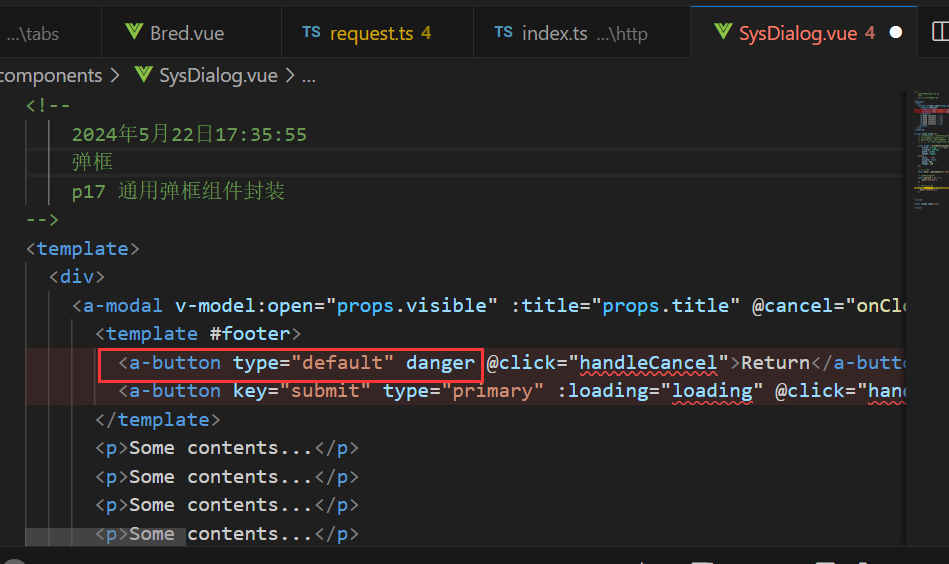 ...\tabs Bred.vue TS request.ts 4 TS index.ts ...\http SysDialog.vue 4
components > SysDialog.vue > ...
<!--
2024年5月22日17:35:55
弹框
p17 通用弹框组件封装
-->
<template>
<div>
<a-modal v-model:open="props.visible" :title="props.title" @cancel="onClo
<template #footer>
<a-button type="default" danger @click="handleCancel">Return</a-butto
<a-button key="submit" type="primary" :loading="loading" @click="hand
</template>
<p>Some contents...</p>
<p>Some contents...</p>
<p>Some contents...</p>
<p>Some contents...</p>